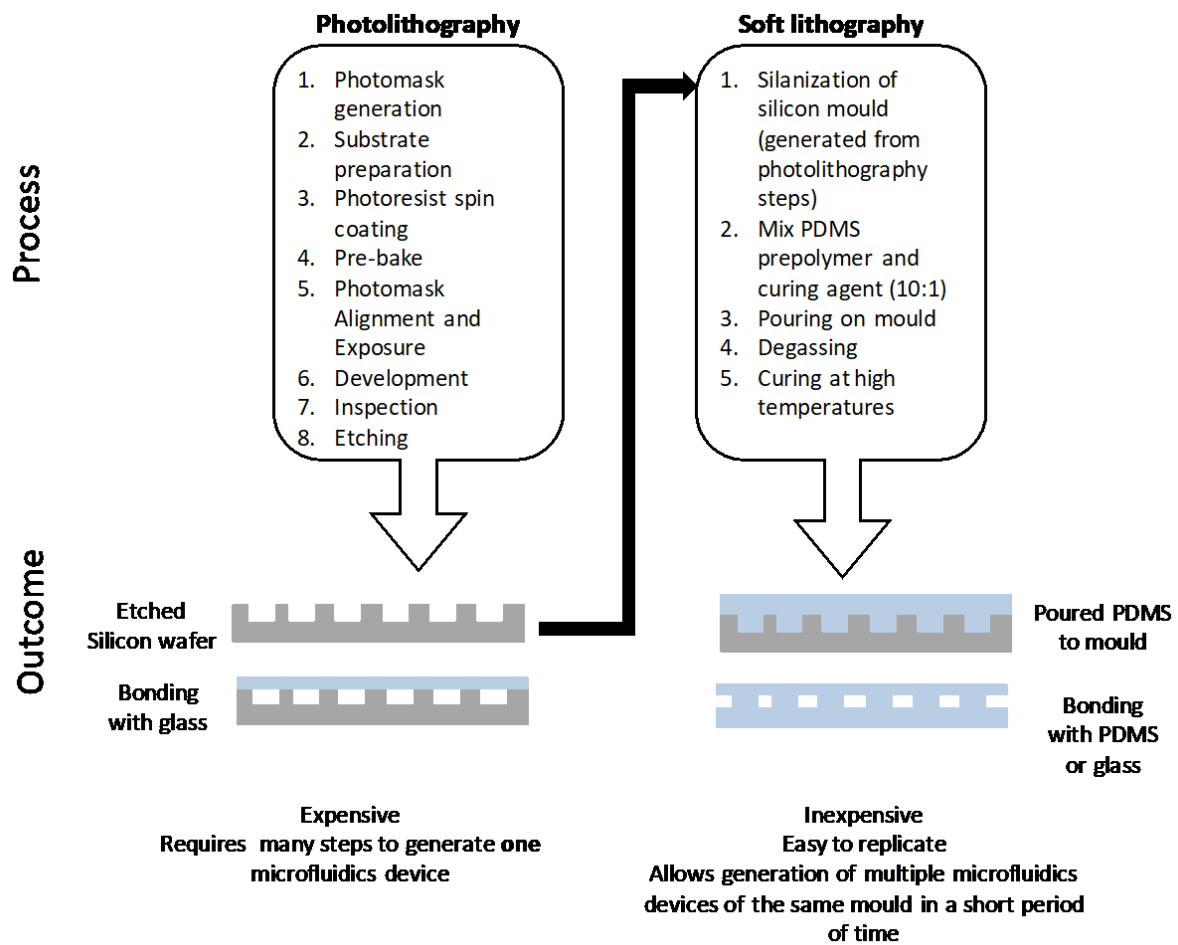 Photolithography
1. Photomask
generation
2. Substrate
preparation
3. Photoresist spin
coating
4. Pre-bake
5. Photomask
Alignment and
Exposure
6. Development
7. Inspection
8. Etching
Soft lithography
1. Silanization of
silicon mould
(generated from
photolithography
steps)
2. Mix PDMS
prepolymer and
curing agent (10:1)
3. Pouring on mould
4. Degassing
5. Curing at high
temperatures
Process
Outcome
Etched
Silicon wafer
Bonding
with glass
Poured PDMS
to mould
Bonding
with PDMS
or glass
Expensive
Requires many steps to generate one
microfluidics device
Inexpensive
Easy to replicate
Allows generation of multiple microfluidics
devices of the same mould in a short period
of time